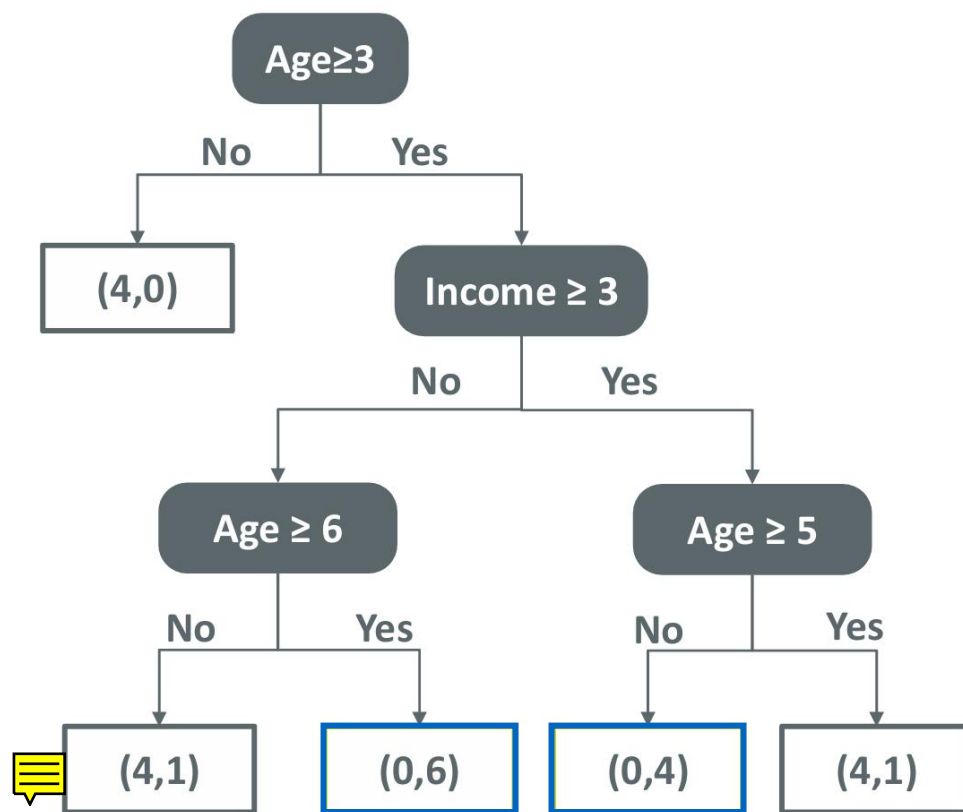 Age≥3
No Yes
(4,0)
Income ≥ 3
No Yes
Age ≥ 6
Age ≥ 5
No Yes
No Yes
(4,1)
(0,6)
(0,4)
(4,1)